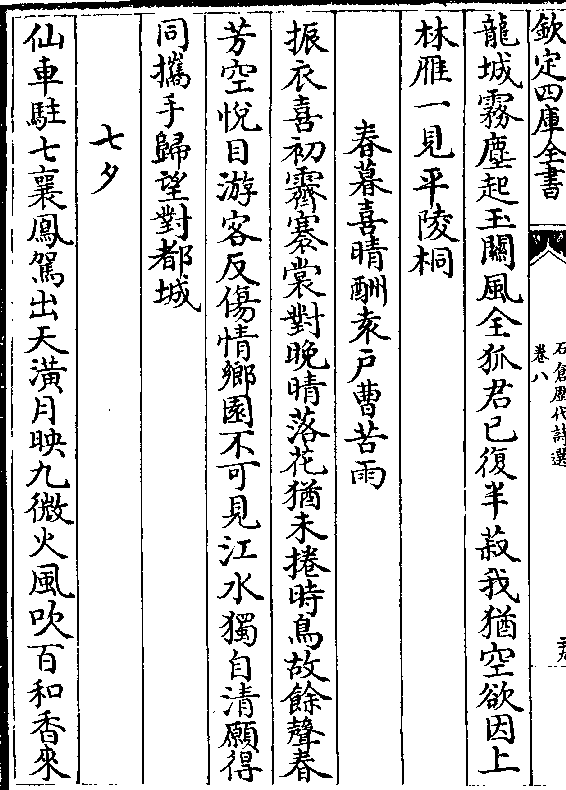 欽定四庫全書
石倉歷代詩選
卷八
龍城霧塵起玉關風全狐君已復半菽我猶空欲因上
林雁一見平陵桐
春暮喜晴酬袁戶曹苦雨
振衣喜初霽褰裳對晚晴落花猶未捲時鳥故餘聲春
芳空悅目游客反傷情鄉園不可見江水獨自清願得
同攜手歸望對都城
七夕
仙車駐七襄鳳駕出天潢月映九微火風吹百和香來